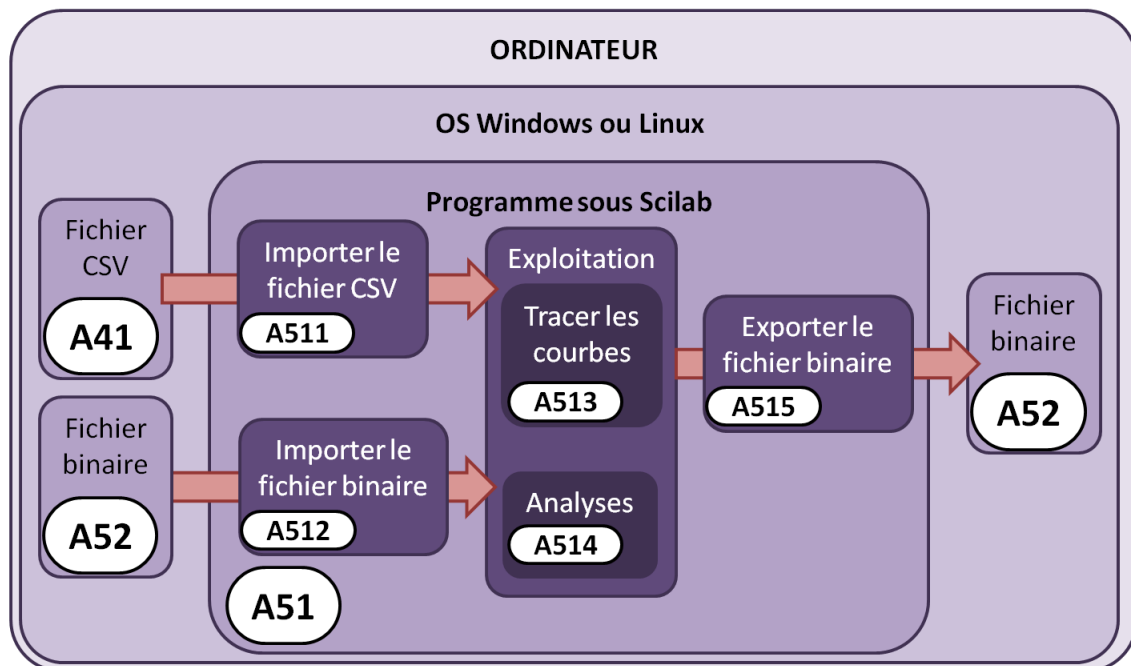 ORDINATEUR
OS Windows ou Linux
Programme sous Scilab
Fichier
CSV
A41
Fichier
binaire
A52
Importer le
fichier CSV
A511
Importer le
fichier binaire
A512
A51
Exploitation
Tracer les
courbes
A513
Analyses
A514
Exporter le
fichier binaire
A515
Fichier
binaire
A52